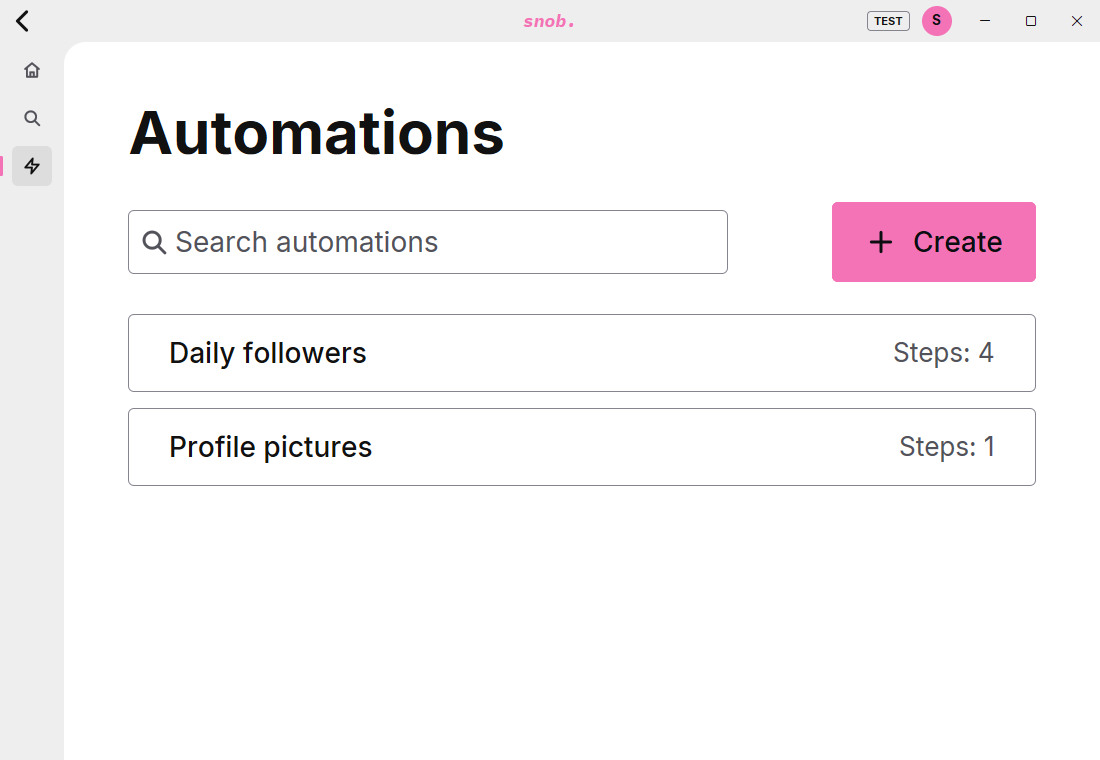 snob.
TEST
S
Automations
Search automations
Create
Daily followers
Steps: 4
Profile pictures
Steps: 1